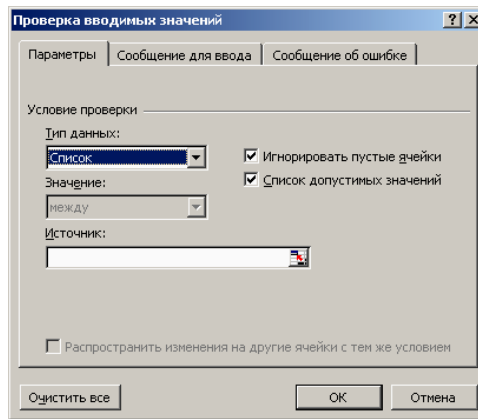 Проверка вводимых значений
Параметры Сообщение для ввода Сообщение об ошибке
Условие проверки
Тип данных:
Список
Игнорировать пустые ячейки
Значение:
Список допустимых значений
между
Источник:
Распространить изменения на другие ячейки с тем же условием
Очистить все ОК Отмена